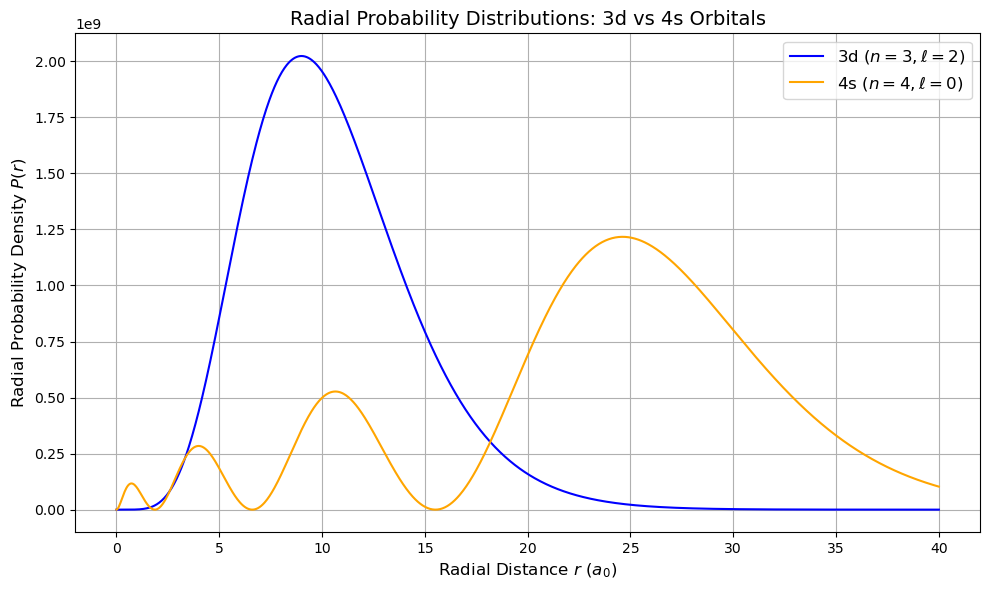 Radial Probability Distributions: 3d vs 4s Orbitals
1e9
3d (n = 3, ℓ = 2)
4s (n = 4, ℓ = 0)
Radial Probability Density P(r)
2.00
1.75
1.50
1.25
1.00
0.75
0.50
0.25
0.00
0 5 10 15 20 25 30 35 40
Radial Distance r (a₀)